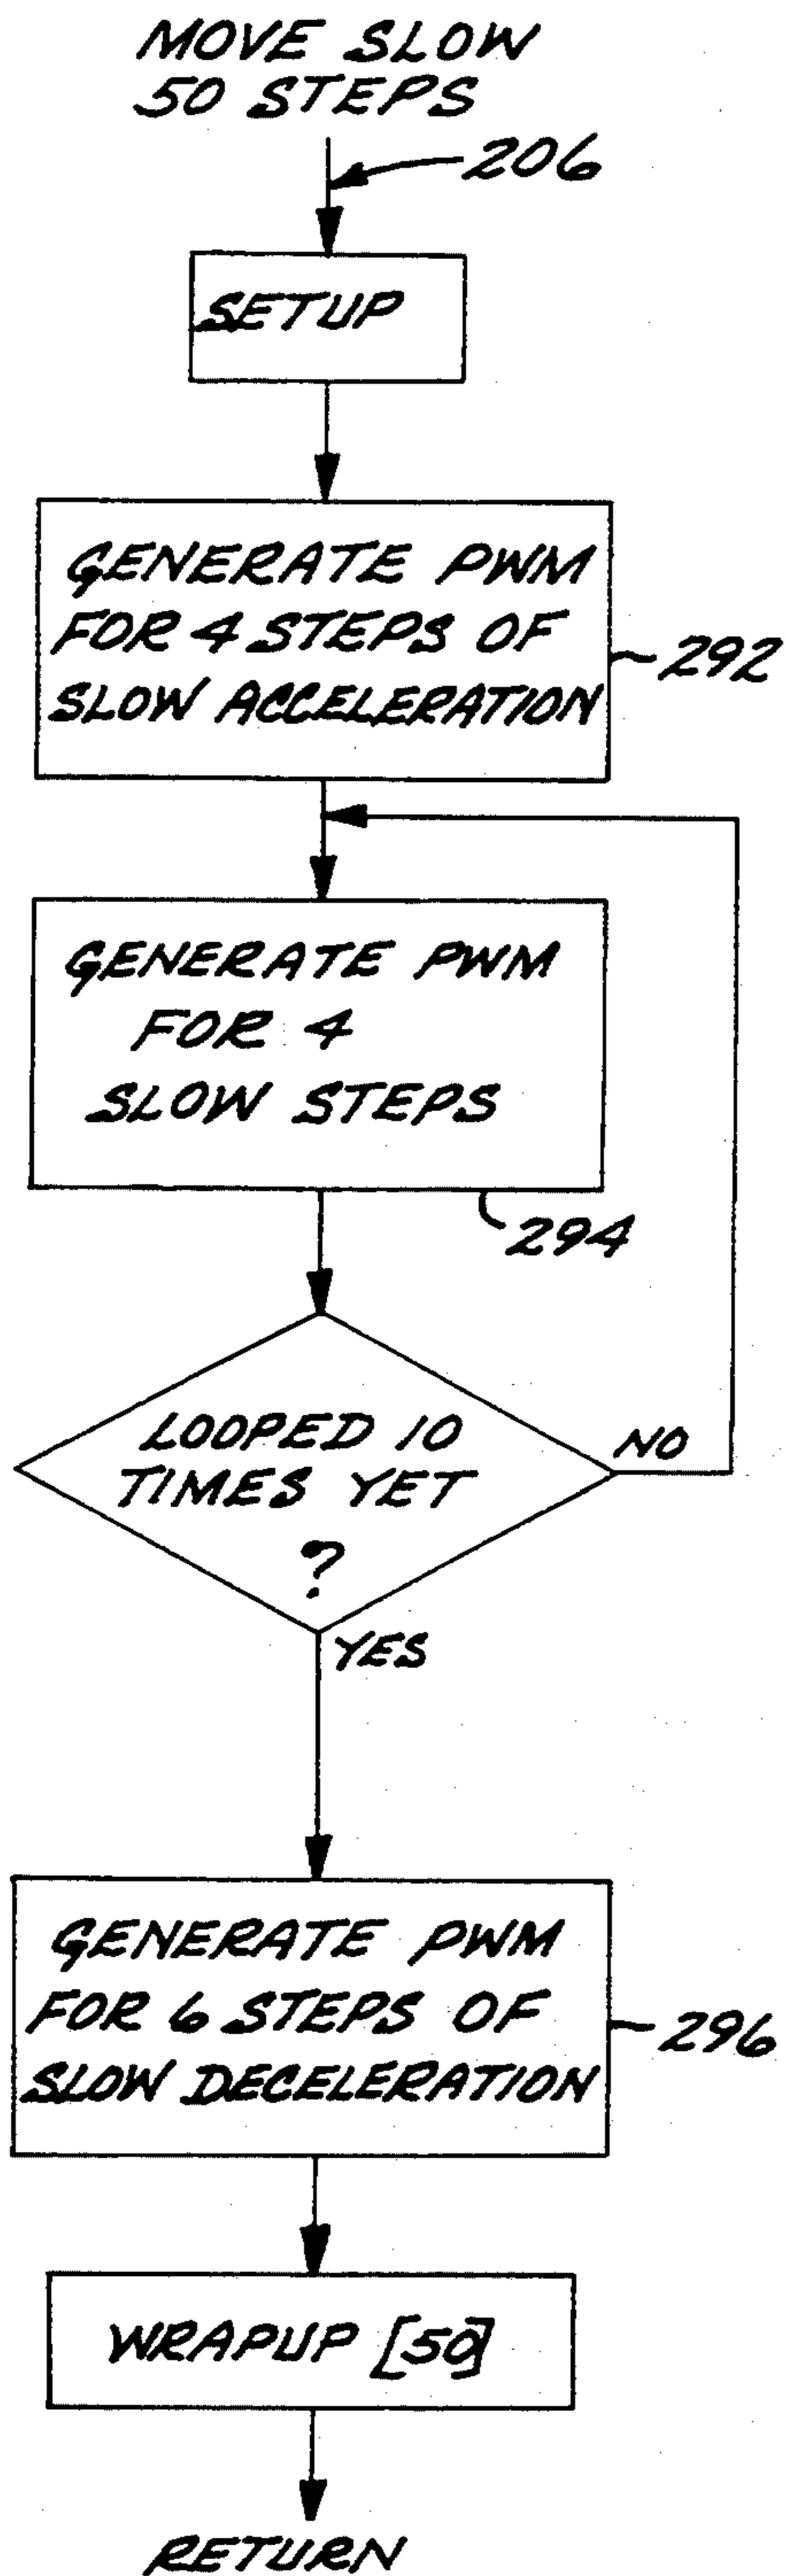 MOVE SLOW
50 STEPS
206
SETUP
GENERATE PWM
FOR 4 STEPS OF
SLOW ACCELERATION
292
GENERATE PWM
FOR 4
SLOW STEPS
294
LOOPED 10
TIMES YET
?
NO
YES
GENERATE PWM
FOR 6 STEPS OF
SLOW DECELERATION
296
WRAPUP [50]
RETURN